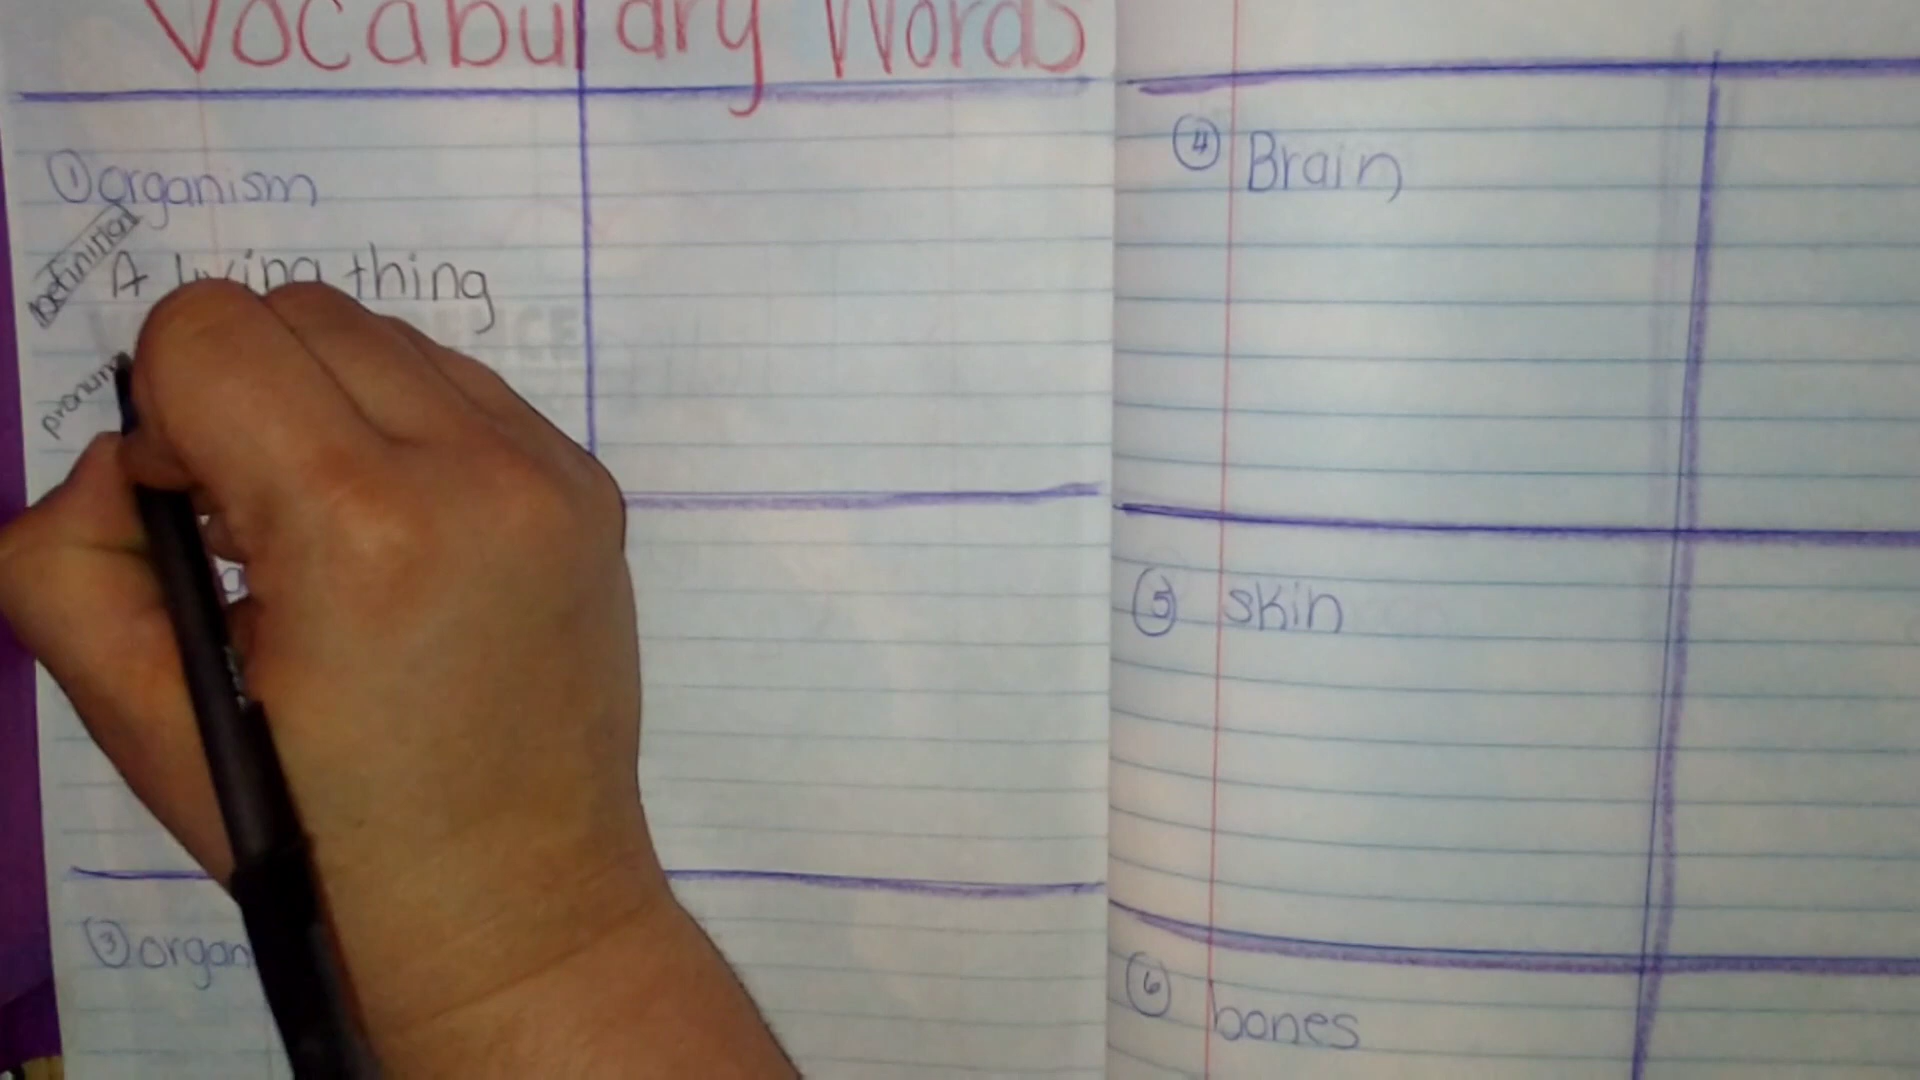 Vocabulary Words
① organism
Definition
A living thing
③ organ
④ Brain
⑤ skin
⑥ bones